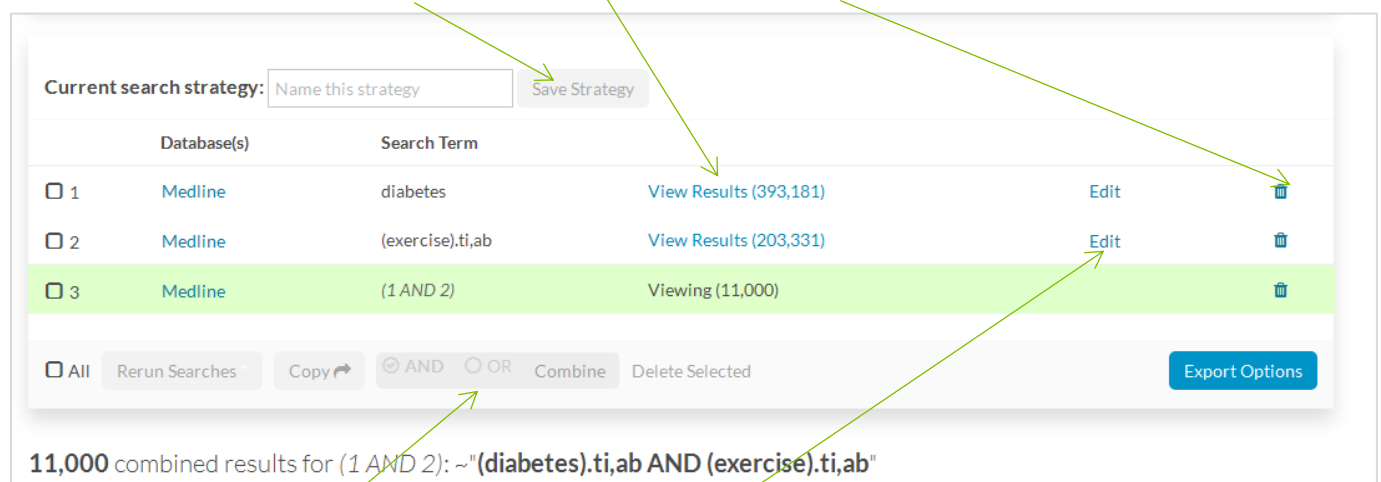 Current search strategy: Name this strategy Save Strategy
Database(s) Search Term
1 Medline diabetes View Results (393,181) Edit
2 Medline (exercise).ti,ab View Results (203,331) Edit
3 Medline (1 AND 2) Viewing (11,000)
All Rerun Searches Copy AND OR Combine Delete Selected Export Options
11,000 combined results for (1 AND 2): ~"(diabetes).ti,ab AND (exercise).ti,ab"